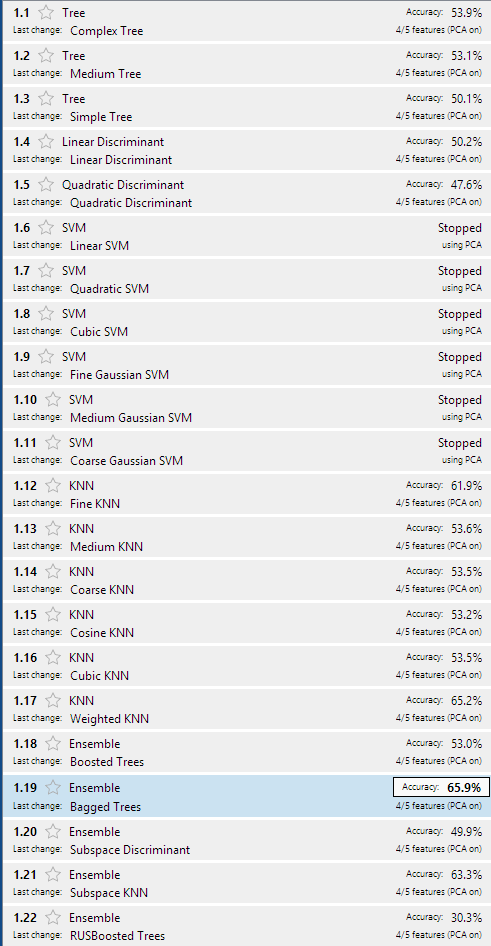 1.1 Tree Accuracy: 53.9%
Last change: Complex Tree 4/5 features (PCA on)
1.2 Tree Accuracy: 53.1%
Last change: Medium Tree 4/5 features (PCA on)
1.3 Tree Accuracy: 50.1%
Last change: Simple Tree 4/5 features (PCA on)
1.4 Linear Discriminant Accuracy: 50.2%
Last change: Linear Discriminant 4/5 features (PCA on)
1.5 Quadratic Discriminant Accuracy: 47.6%
Last change: Quadratic Discriminant 4/5 features (PCA on)
1.6 SVM Stopped
Last change: Linear SVM using PCA
1.7 SVM Stopped
Last change: Quadratic SVM using PCA
1.8 SVM Stopped
Last change: Cubic SVM using PCA
1.9 SVM Stopped
Last change: Fine Gaussian SVM using PCA
1.10 SVM Stopped
Last change: Medium Gaussian SVM using PCA
1.11 SVM Stopped
Last change: Coarse Gaussian SVM using PCA
1.12 KNN Accuracy: 61.9%
Last change: Fine KNN 4/5 features (PCA on)
1.13 KNN Accuracy: 53.6%
Last change: Medium KNN 4/5 features (PCA on)
1.14 KNN Accuracy: 53.5%
Last change: Coarse KNN 4/5 features (PCA on)
1.15 KNN Accuracy: 53.2%
Last change: Cosine KNN 4/5 features (PCA on)
1.16 KNN Accuracy: 53.5%
Last change: Cubic KNN 4/5 features (PCA on)
1.17 KNN Accuracy: 65.2%
Last change: Weighted KNN 4/5 features (PCA on)
1.18 Ensemble Accuracy: 53.0%
Last change: Boosted Trees 4/5 features (PCA on)
1.19 Ensemble Accuracy: 65.9%
Last change: Bagged Trees 4/5 features (PCA on)
1.20 Ensemble Accuracy: 49.9%
Last change: Subspace Discriminant 4/5 features (PCA on)
1.21 Ensemble Accuracy: 63.3%
Last change: Subspace KNN 4/5 features (PCA on)
1.22 Ensemble Accuracy: 30.3%
Last change: RUSBoosted Trees 4/5 features (PCA on)